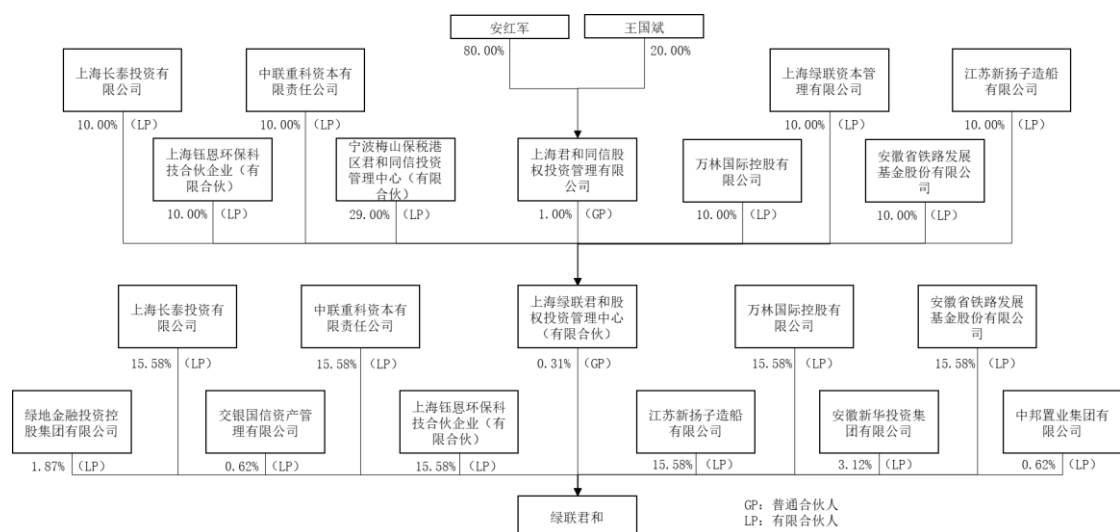 安红军
王国斌
80.00%
20.00%
上海长泰投资有
限公司
中联重科资本有
限责任公司
上海绿联资本管
理有限公司
江苏新扬子造船
有限公司
10.00%
（LP）
10.00%
（LP）
10.00%
（LP）
10.00%
（LP）
上海钰恩环保科
技合伙企业（有
限合伙）
宁波梅山保税港
区君和同信投资
管理中心（有限
合伙）
上海君和同信股
权投资管理有限
公司
万林国际控股有
限公司
安徽省铁路发展
基金股份有限公
司
10.00%
（LP）
29.00%
（LP）
1.00%
（GP）
10.00%
（LP）
10.00%
（LP）
上海长泰投资有
限公司
中联重科资本有
限责任公司
上海绿联君和股
权投资管理中心
（有限合伙）
万林国际控股有
限公司
安徽省铁路发展
基金股份有限公
司
15.58%
（LP）
15.58%
（LP）
0.31%
（GP）
15.58%
（LP）
15.58%
（LP）
绿地金融投资控
股集团有限公司
交银国信资产管
理有限公司
上海钰恩环保科
技合伙企业（有
限合伙）
江苏新扬子造船
有限公司
安徽新华投资集
团有限公司
中邦置业集团有
限公司
1.87%
（LP）
0.62%
（LP）
15.58%
（LP）
15.58%
（LP）
3.12%
（LP）
0.62%
（LP）
绿联君和
GP：普通合伙人
LP：有限合伙人